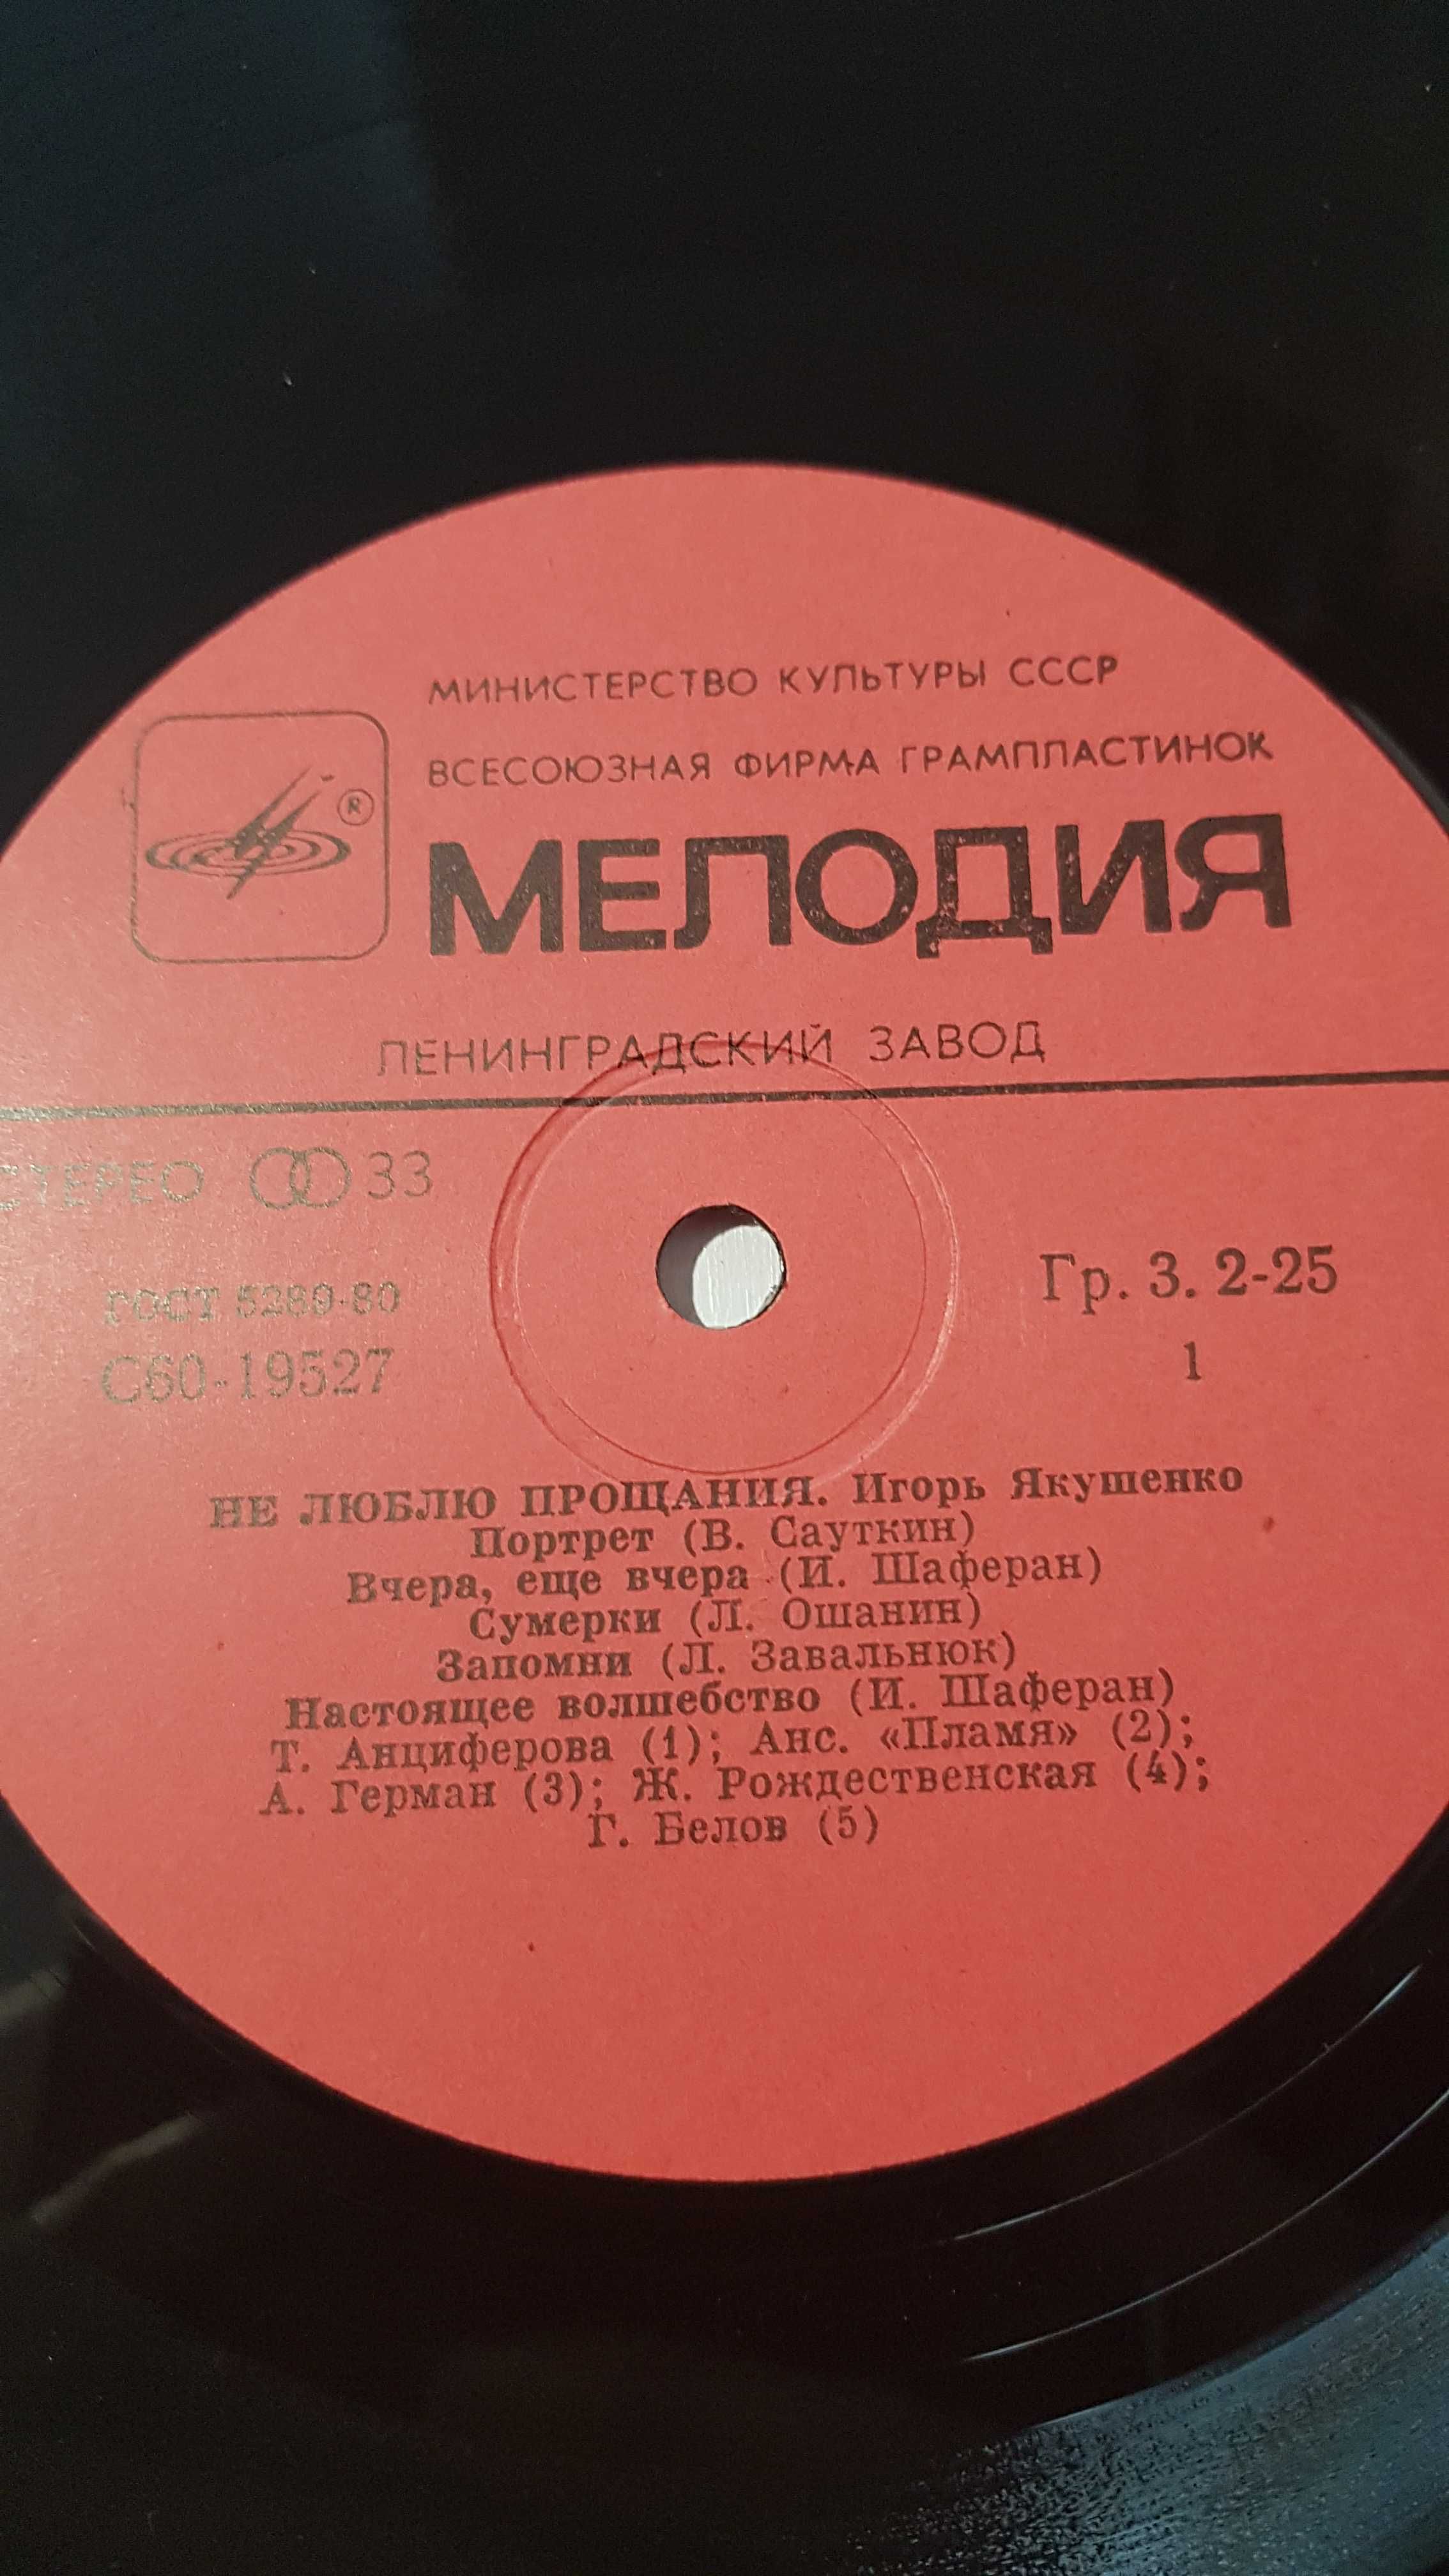 МИНИСТЕРСТВО КУЛЬТУРЫ СССР
ВСЕСОЮЗНАЯ ФИРМА ГРАМПЛАСТИНОК
®
МЕЛОДИЯ
ЛЕНИНГРАДСКИЙ ЗАВОД
СТЕРЕО 33
ГОСТ 5289-80
С60-19527
Гр. 3. 2-25
1
НЕ ЛЮБЛЮ ПРОЩАНИЯ. Игорь Якушенко
Портрет (В. Сауткин)
Вчера, еще вчера (И. Шаферан)
Сумерки (Л. Ошанин)
Запомни (Л. Завальнюк)
Настоящее волшебство (И. Шаферан)
Т. Анциферова (1); Анс. «Пламя» (2);
А. Герман (3); Ж. Рождественская (4);
Г. Белов (5)